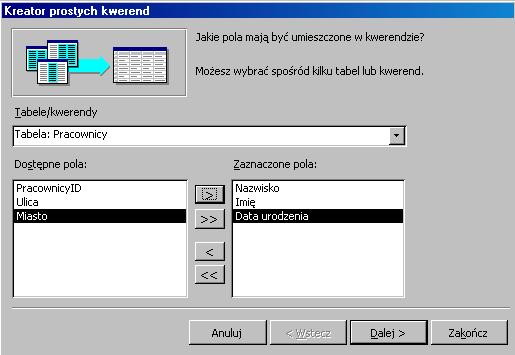 Kreator prostych kwerend
Jakie pola mają być umieszczone w kwerendzie?
Możesz wybrać spośród kilku tabel lub kwerend.
Tabele/kwerendy
Tabela: Pracownicy
Dostępne pola:
Zaznaczone pola:
PracownicyID
Ulica
Miasto
>
>>
<
<<
Nazwisko
Imię
Data urodzenia
Anuluj
< Wstecz
Dalej >
Zakończ